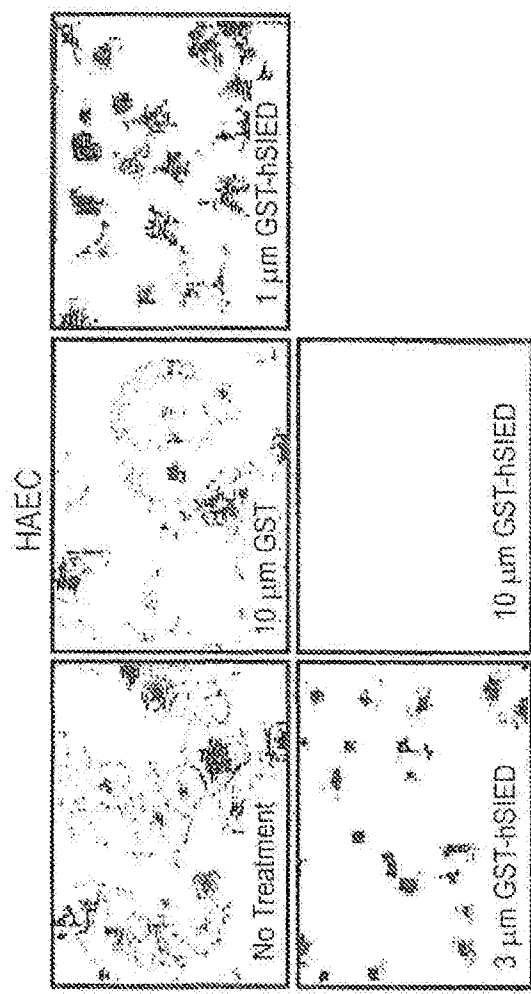 HAEC
No Treatment
10 μm GST
1 μm GST-hSIED
3 μm GST-hSIED
10 μm GST-hSIED